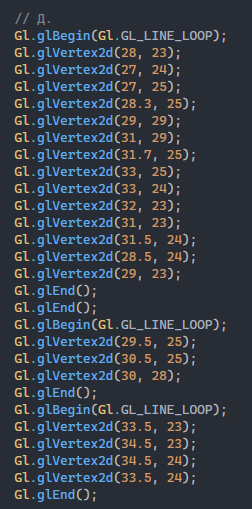 // Д.
Gl.glBegin(Gl.GL_LINE_LOOP);
Gl.glVertex2d(28, 23);
Gl.glVertex2d(27, 24);
Gl.glVertex2d(27, 25);
Gl.glVertex2d(28.3, 25);
Gl.glVertex2d(29, 29);
Gl.glVertex2d(31, 29);
Gl.glVertex2d(31.7, 25);
Gl.glVertex2d(33, 25);
Gl.glVertex2d(33, 24);
Gl.glVertex2d(32, 23);
Gl.glVertex2d(31, 23);
Gl.glVertex2d(31.5, 24);
Gl.glVertex2d(28.5, 24);
Gl.glVertex2d(29, 23);
Gl.glEnd();
Gl.glEnd();
Gl.glBegin(Gl.GL_LINE_LOOP);
Gl.glVertex2d(29.5, 25);
Gl.glVertex2d(30.5, 25);
Gl.glVertex2d(30, 28);
Gl.glEnd();
Gl.glBegin(Gl.GL_LINE_LOOP);
Gl.glVertex2d(33.5, 23);
Gl.glVertex2d(34.5, 23);
Gl.glVertex2d(34.5, 24);
Gl.glVertex2d(33.5, 24);
Gl.glEnd();